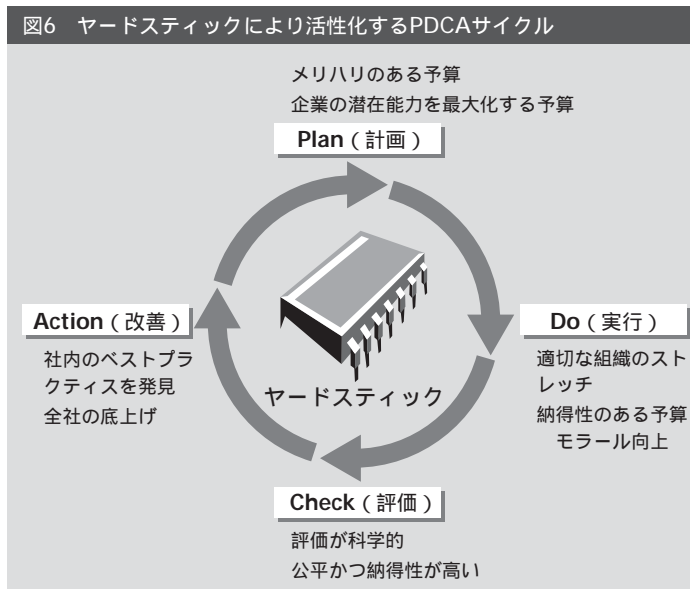 図6　ヤードスティックにより活性化するPDCAサイクル
メリハリのある予算
企業の潜在能力を最大化する予算
Plan（計画）
Action（改善）
社内のベストプラ
クティスを発見
全社の底上げ
ヤードスティック
Do（実行）
適切な組織のスト
レッチ
納得性のある予算
モラール向上
Check（評価）
評価が科学的
公平かつ納得性が高い